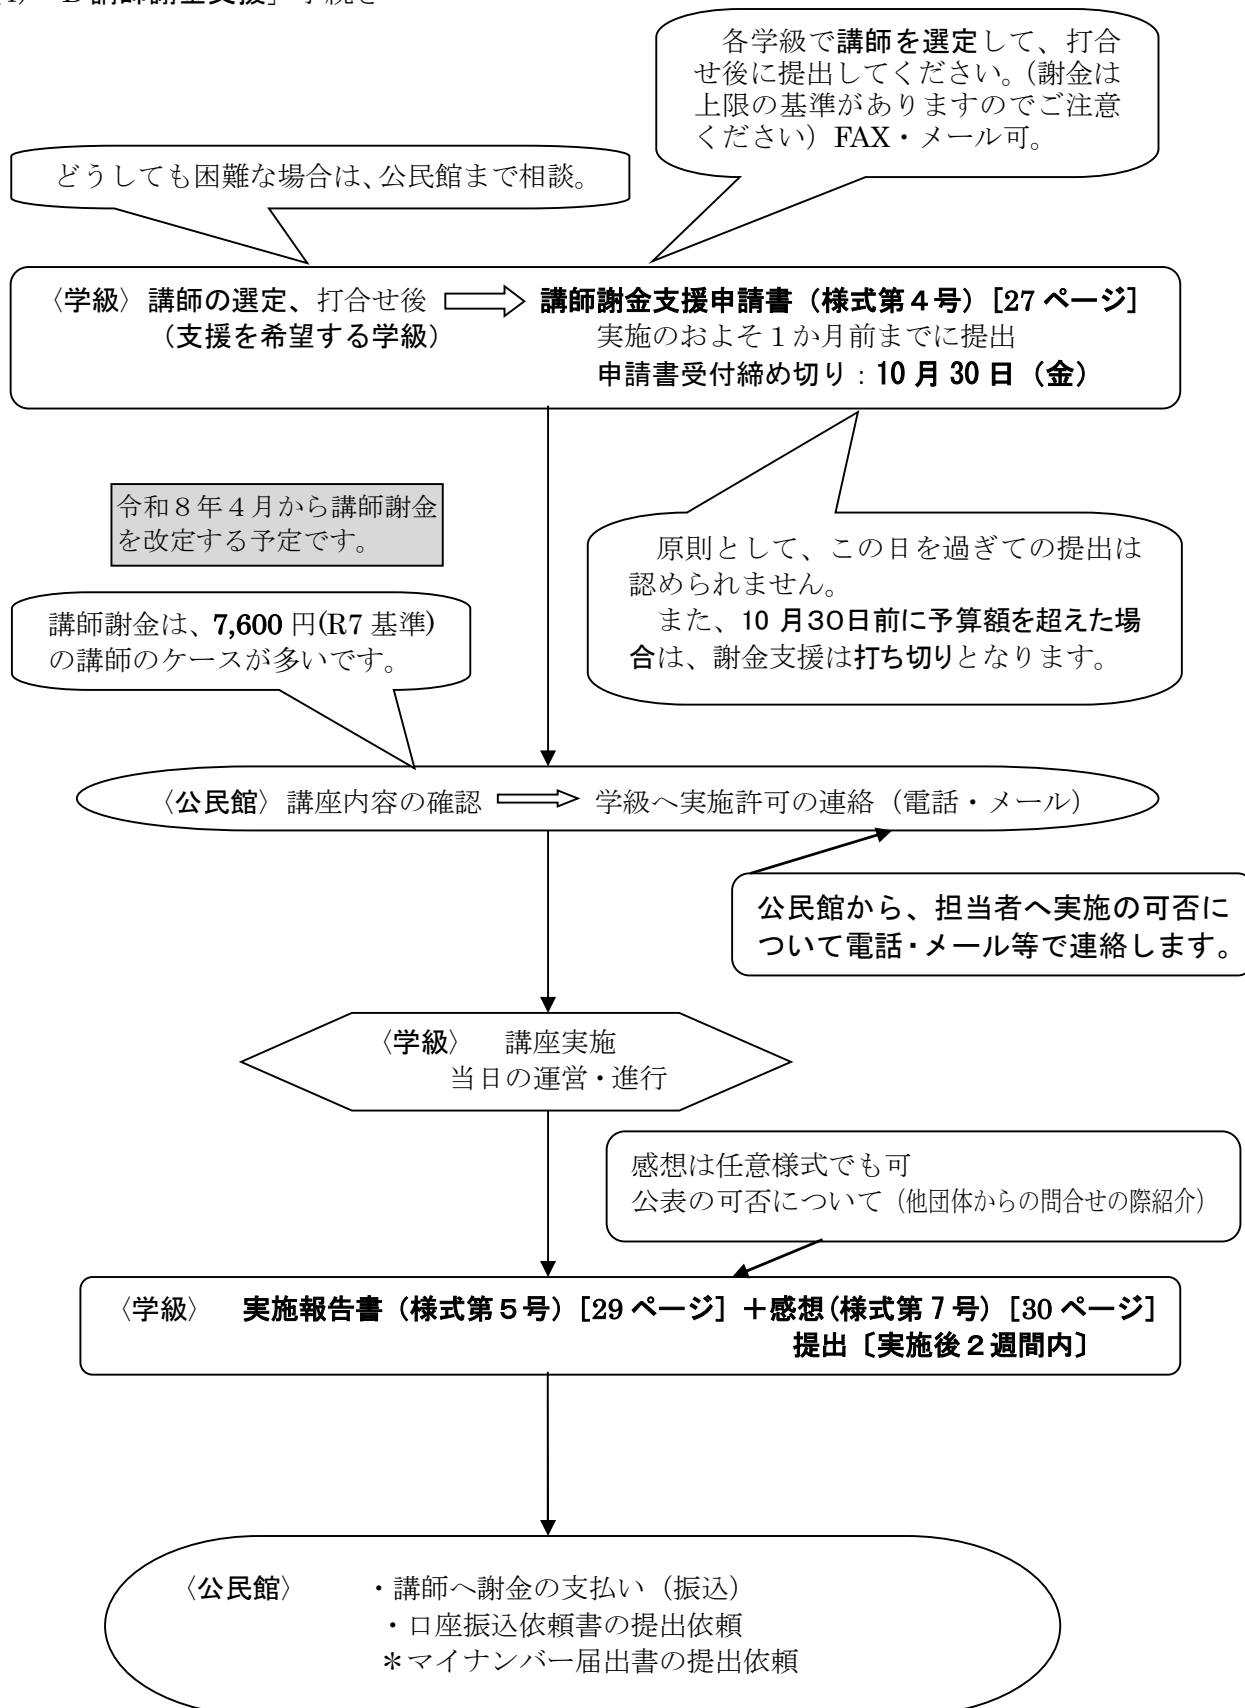 講師謝金支援」手続き
各学級で講師を選定して、打合
せ後に提出してください。（謝金は
上限の基準がありますのでご注意
ください）FAX・メール可。
どうしても困難な場合は、公民館まで相談。
〈学級〉講師の選定、打合せ後 ⇒ 講師謝金支援申請書（様式第４号）[27 ページ]
（支援を希望する学級） 実施のおよそ１か月前までに提出
申請書受付締め切り：10 月 30 日（金）
令和８年４月から講師謝金
を改定する予定です。
原則として、この日を過ぎての提出は
認められません。
また、10 月30日前に予算額を超えた場
合は、謝金支援は打ち切りとなります。
講師謝金は、7,600 円(R7 基準)
の講師のケースが多いです。
〈公民館〉講座内容の確認 ⇒ 学級へ実施許可の連絡（電話・メール）
公民館から、担当者へ実施の可否に
ついて電話・メール等で連絡します。
〈学級〉 講座実施
当日の運営・進行
感想は任意様式でも可
公表の可否について（他団体からの問合せの際紹介）
〈学級〉 実施報告書（様式第５号）[29 ページ] ＋感想（様式第７号）[30 ページ]
提出〔実施後２週間内〕
〈公民館〉 ・講師へ謝金の支払い（振込）
・口座振込依頼書の提出依頼
＊マイナンバー届出書の提出依頼